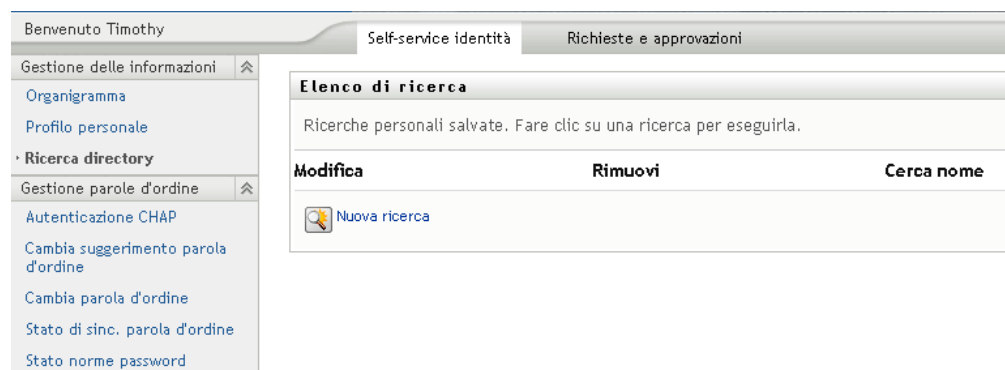 Benvenuto Timothy
Self-service identità
Richieste e approvazioni
Gestione delle informazioni
Organigramma
Profilo personale
Ricerca directory
Gestione parole d'ordine
Autenticazione CHAP
Cambia suggerimento parola
d'ordine
Cambia parola d'ordine
Stato di sinc. parola d'ordine
Stato norme password
Elenco di ricerca
Ricerche personali salvate. Fare clic su una ricerca per eseguirla.
Modifica Rimuovi Cerca nome
Nuova ricerca